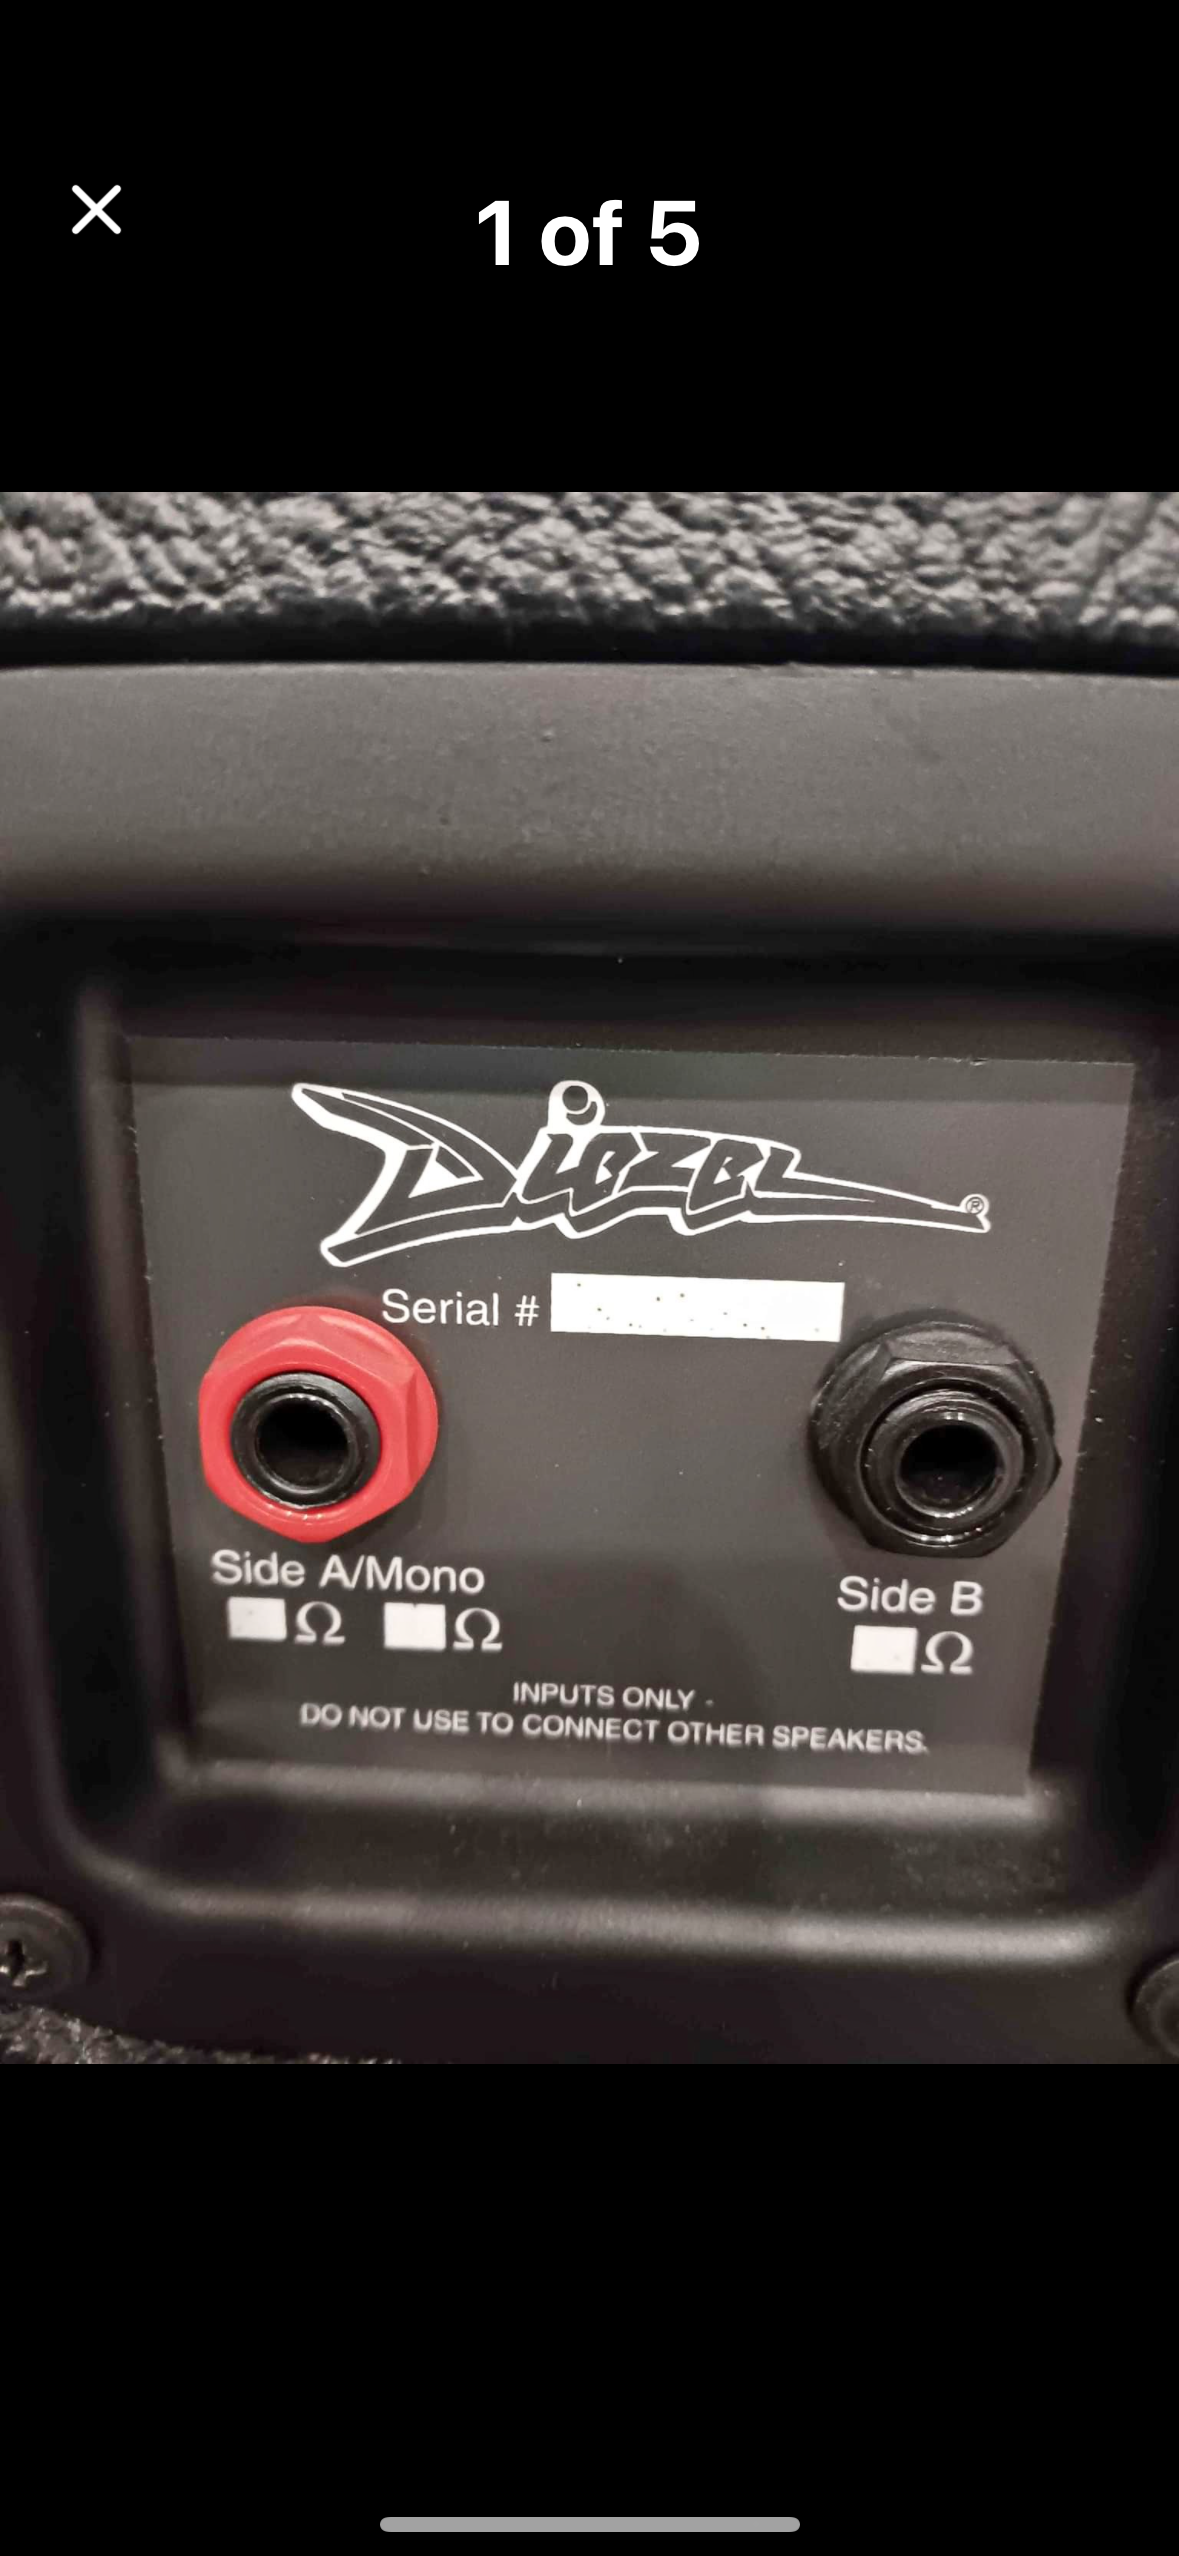 1 of 5
Diezel®
Serial #
Side A/Mono
Side B
Ω Ω
Ω
INPUTS ONLY -
DO NOT USE TO CONNECT OTHER SPEAKERS.